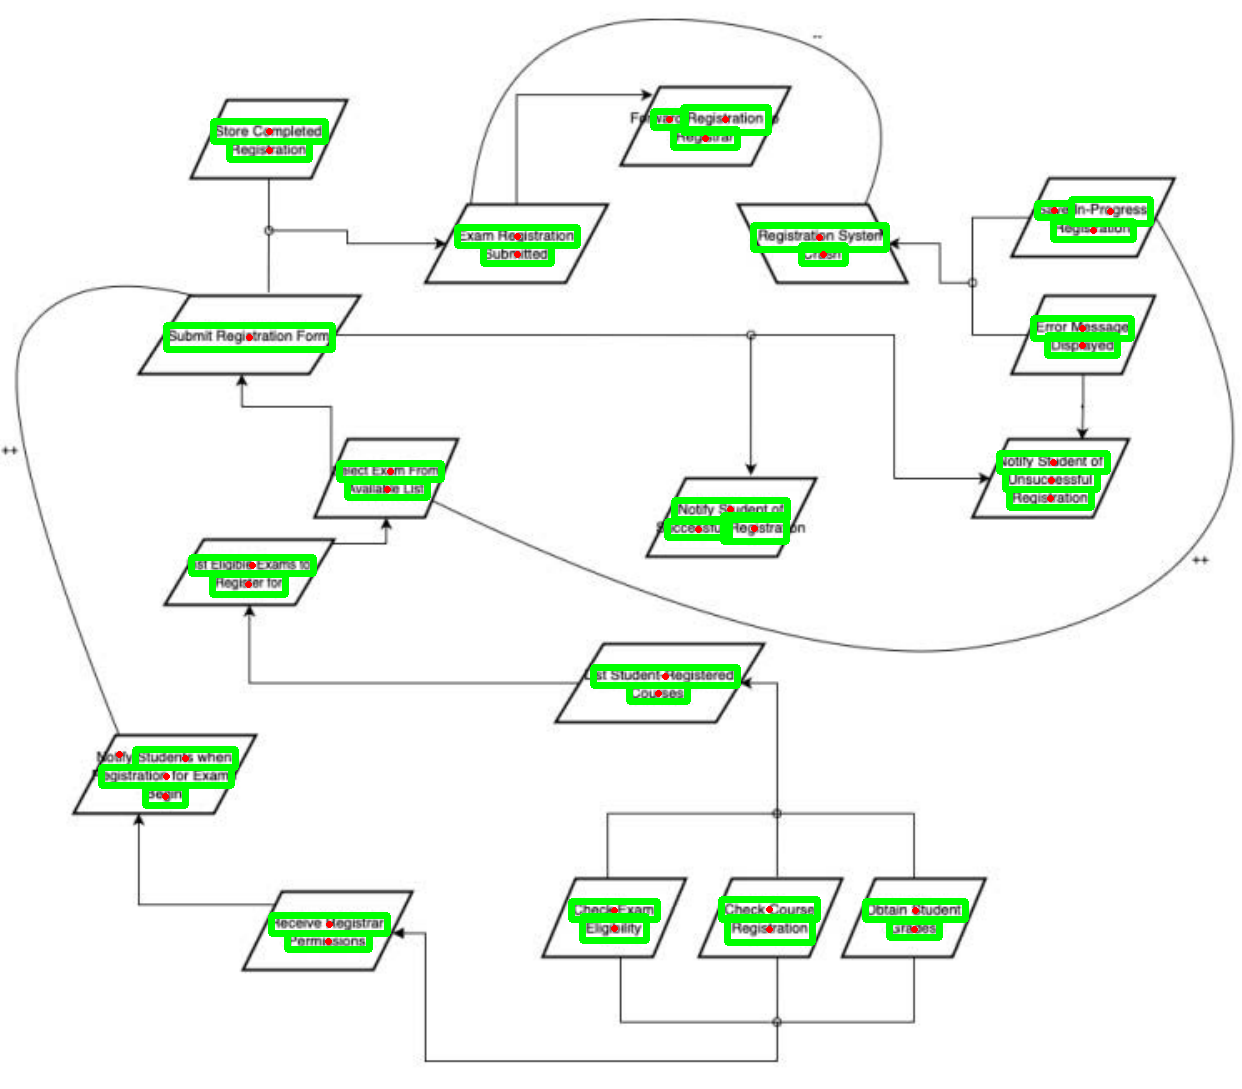 --
Forward Registration
Registrar
Store Completed
Registration
Save In-Progress
Registration
Exam Registration
Submitted
Registration System
Crash
Error Message
Displayed
Submit Registration Form
++
Select Exam From
Available List
Notify Student of
Unsuccessful
Registration
Notify Student of
Successful Registration
++
List Eligible Exams to
Register for
List Student-Registered
Courses
Notify Students when
Registration for Exam
Begin
Check Exam
Eligibility
Check Course
Registration
Obtain Student
Grades
Receive Registrar
Permissions